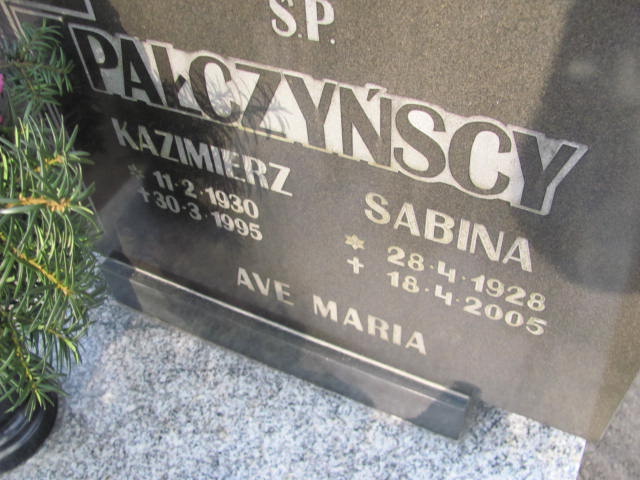 Ś.P.
PAŁCZYŃSCY
KAZIMIERZ
* 11·2·1930
+ 30·3·1995
SABINA
* 28·4·1928
+ 18·4·2005
AVE MARIA